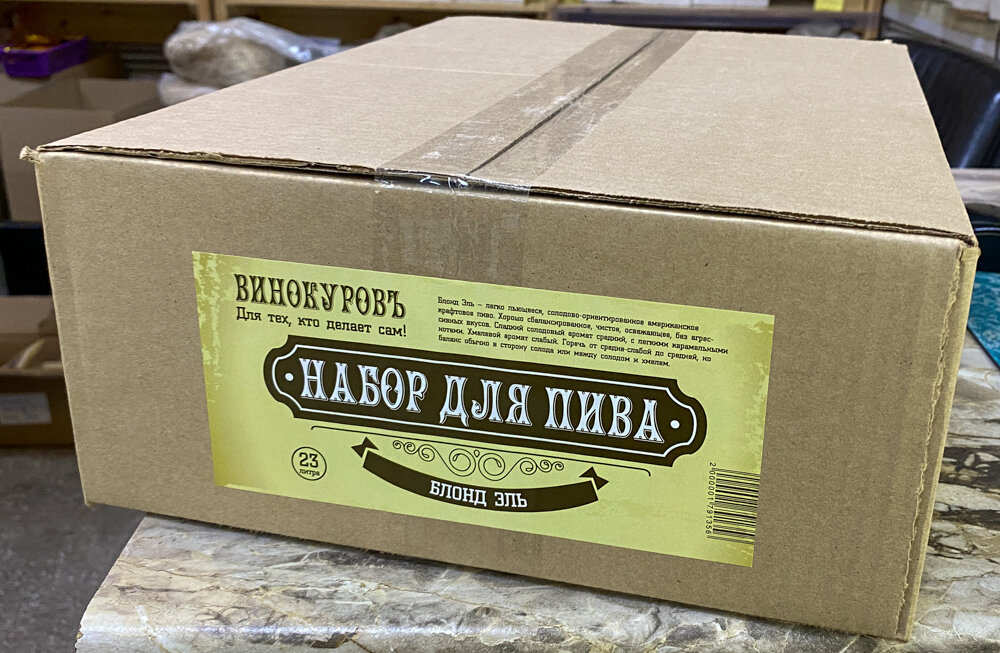 ВИНОКУРОВЪ
Для тех, кто делает сам!
Блонд Эль — легко пьющееся, солодово-ориентированное американское
крафтовое пиво. Хорошо сбалансированное, чистое, освежающее, без агрес-
сивных вкусов. Сладкий солодовый аромат средний, с легкими карамельными
нотами. Хмелевой аромат слабый. Горечь от средне-слабой до средней, но
баланс обычно в сторону солода или между солодом и хмелем.
НАБОР ДЛЯ ПИВА
23
литра
БЛОНД ЭЛЬ
2000001791356